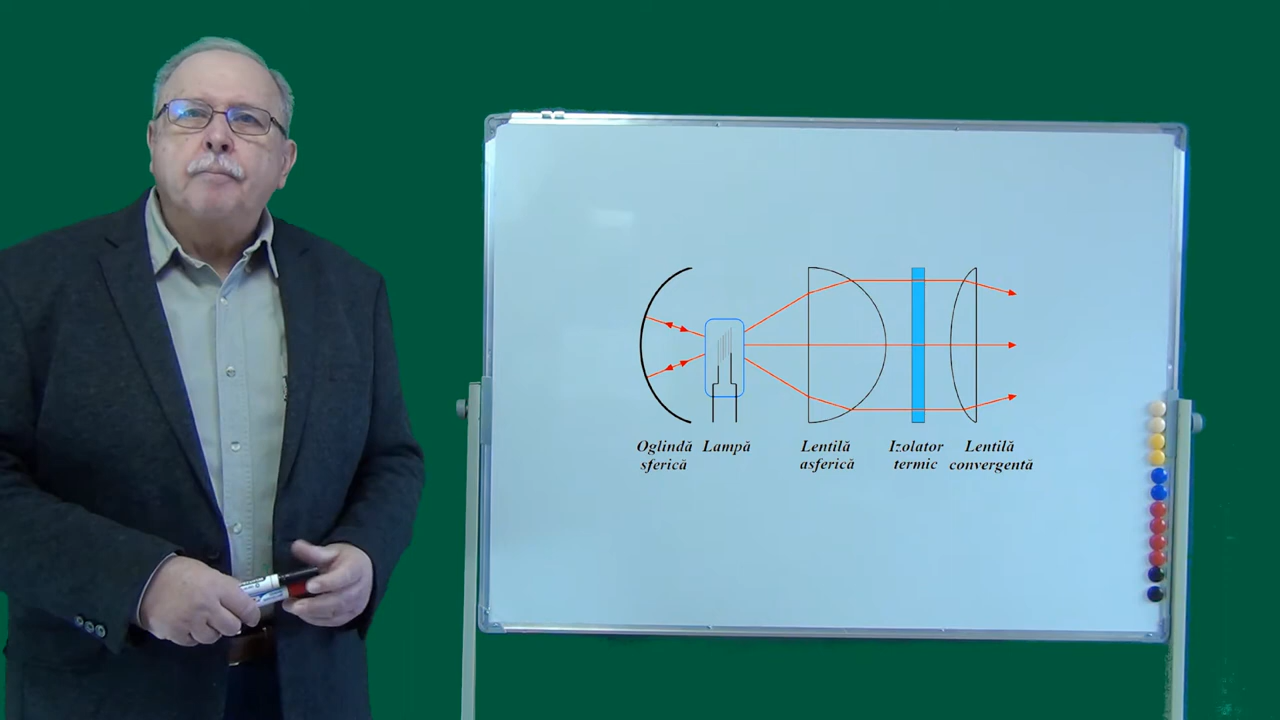 Oglindă sferică
Lampă
Lentilă asferică
Izolator termic
Lentilă convergentă